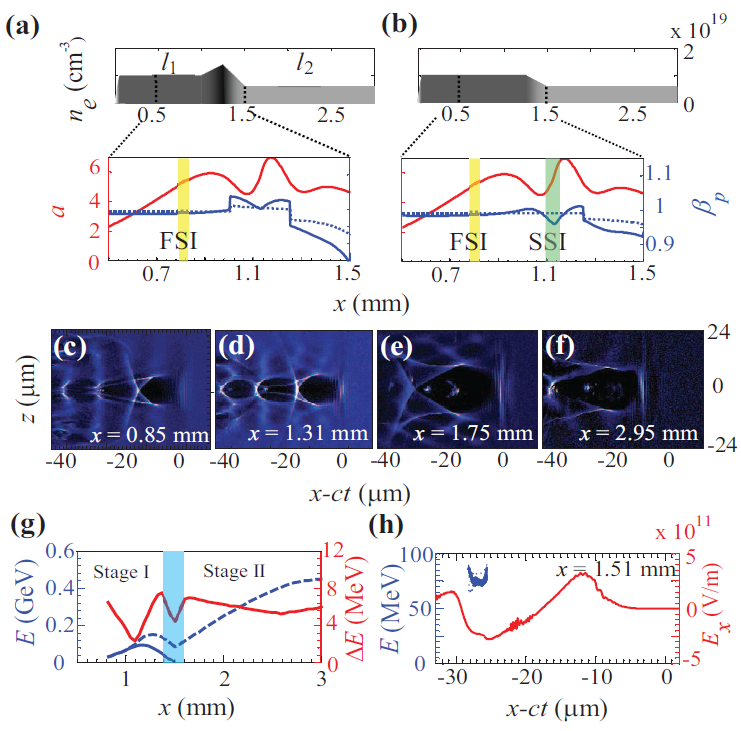 (a) (b) x 10^19
n_e (cm^-3)
l_1 l_2
2
1
0
0.5 1.5 2.5 0.5 1.5 2.5
a
6
4
2
0
FSI FSI SSI
1.1
1
0.9
β_p
0.7 1.1 1.5 0.7 1.1 1.5
x (mm)
(c) (d) (e) (f)
z (μm)
24
0
-24
x = 0.85 mm x = 1.31 mm x = 1.75 mm x = 2.95 mm
-40 -20 0 -40 -20 0 -40 -20 0 -40 -20 0
x-ct (μm)
(g) (h) x 10^11
E (GeV)
0.6
0.4
0.2
0
Stage I Stage II
12
8
4
0
ΔE (MeV)
1 2 3
x (mm)
E (MeV)
100
50
0
x = 1.51 mm
5
0
-5
E_x (V/m)
-30 -20 -10 0
x-ct (μm)